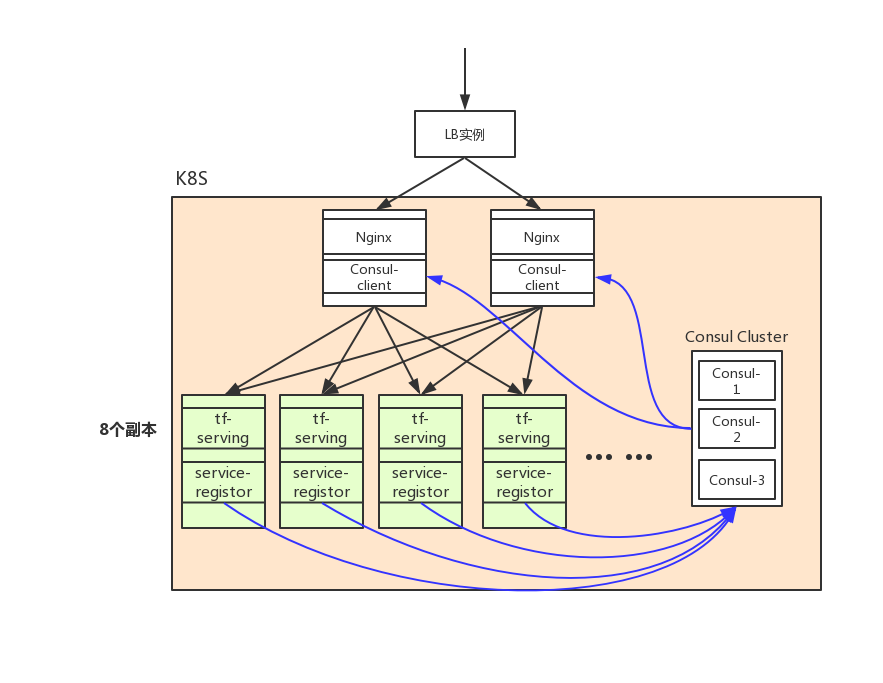 LB实例
K8S
Nginx
Consul-
client
Nginx
Consul-
client
Consul Cluster
Consul-
1
Consul-
2
Consul-3
8个副本
tf-
serving
service-
registor
tf-
serving
service-
registor
tf-
serving
service-
registor
tf-
serving
service-
registor
••• •••